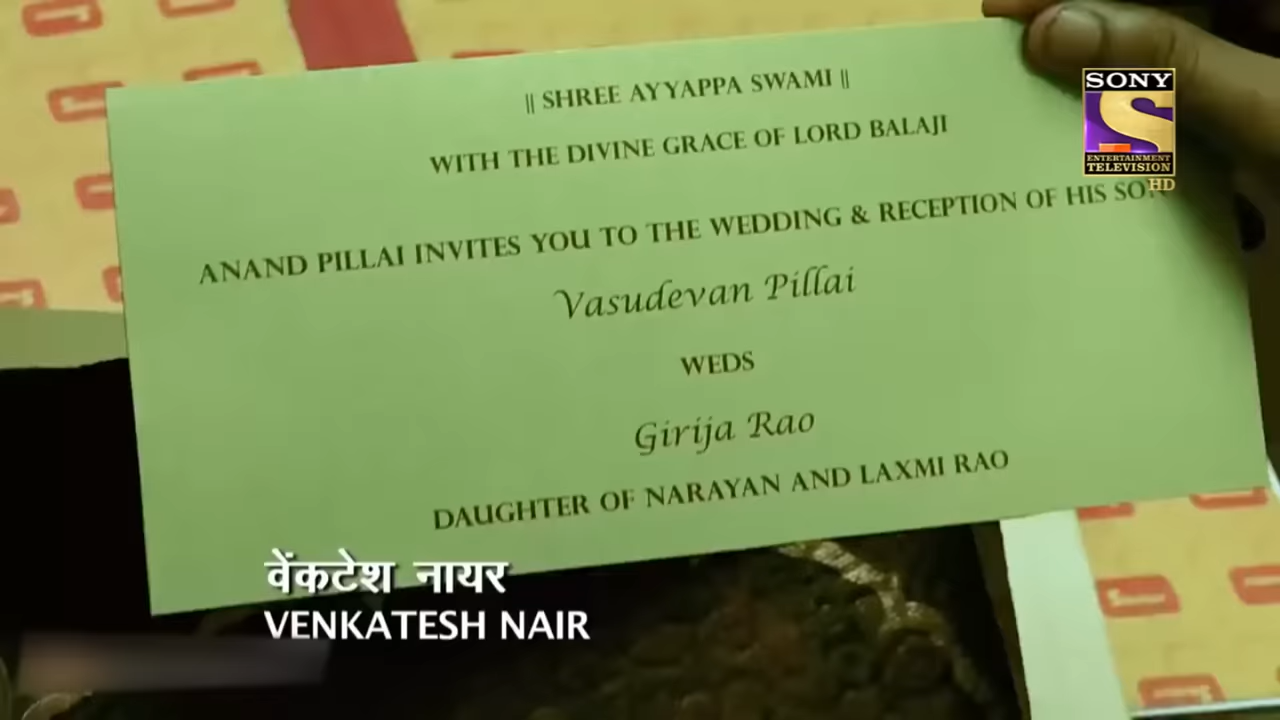 || SHREE AYYAPPA SWAMI ||
WITH THE DIVINE GRACE OF LORD BALAJI
ANAND PILLAI INVITES YOU TO THE WEDDING & RECEPTION OF HIS SON
Vasudevan Pillai
WEDS
Girija Rao
DAUGHTER OF NARAYAN AND LAXMI RAO
SONY
S
ENTERTAINMENT
TELEVISION
HD
वेंकटेश नायर
VENKATESH NAIR